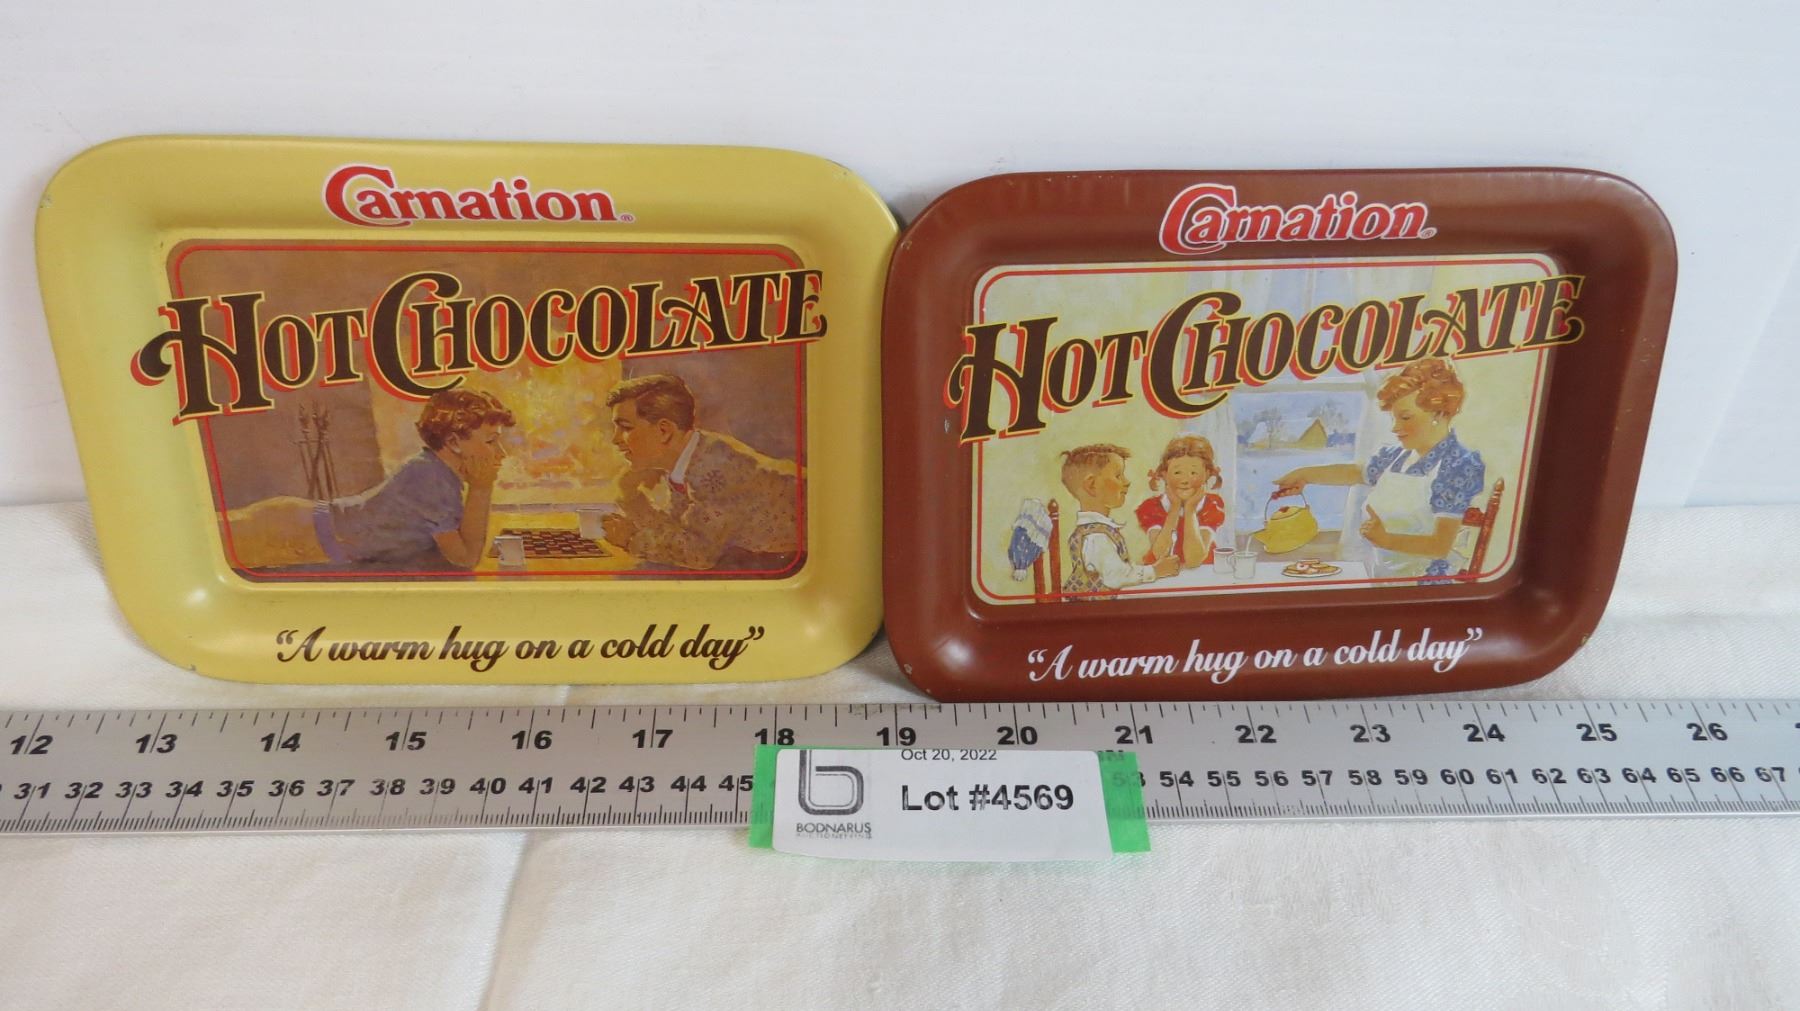 Carnation®
HOT CHOCOLATE
“A warm hug on a cold day”
Carnation®
HOT CHOCOLATE
“A warm hug on a cold day”
12 13 14 15 16 17 18 19 20 21 22 23 24 25 26
31 32 33 34 35 36 37 38 39 40 41 42 43 44 45 53 54 55 56 57 58 59 60 61 62 63 64 65 66 67
Oct 20, 2022
Lot #4569
BODNARUS
AUCTIONEERING